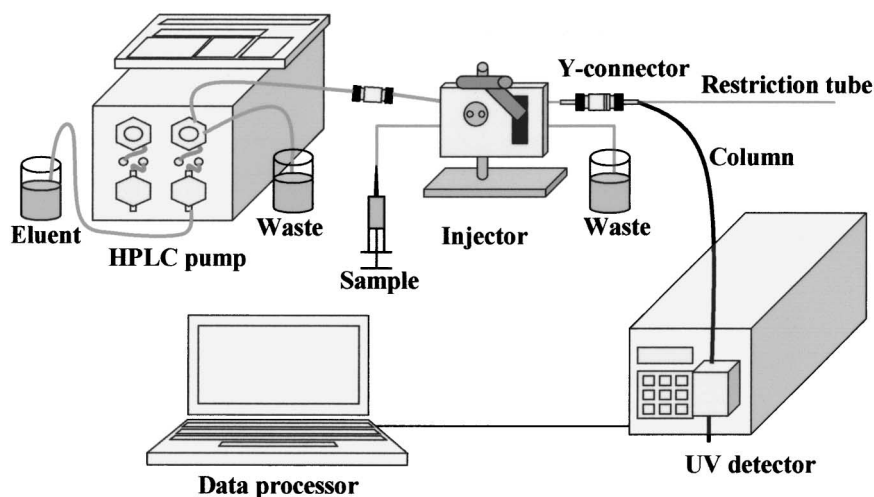 Y-connector
Restriction tube
Column
Eluent
HPLC pump
Waste
Sample
Injector
Waste
Data processor
UV detector